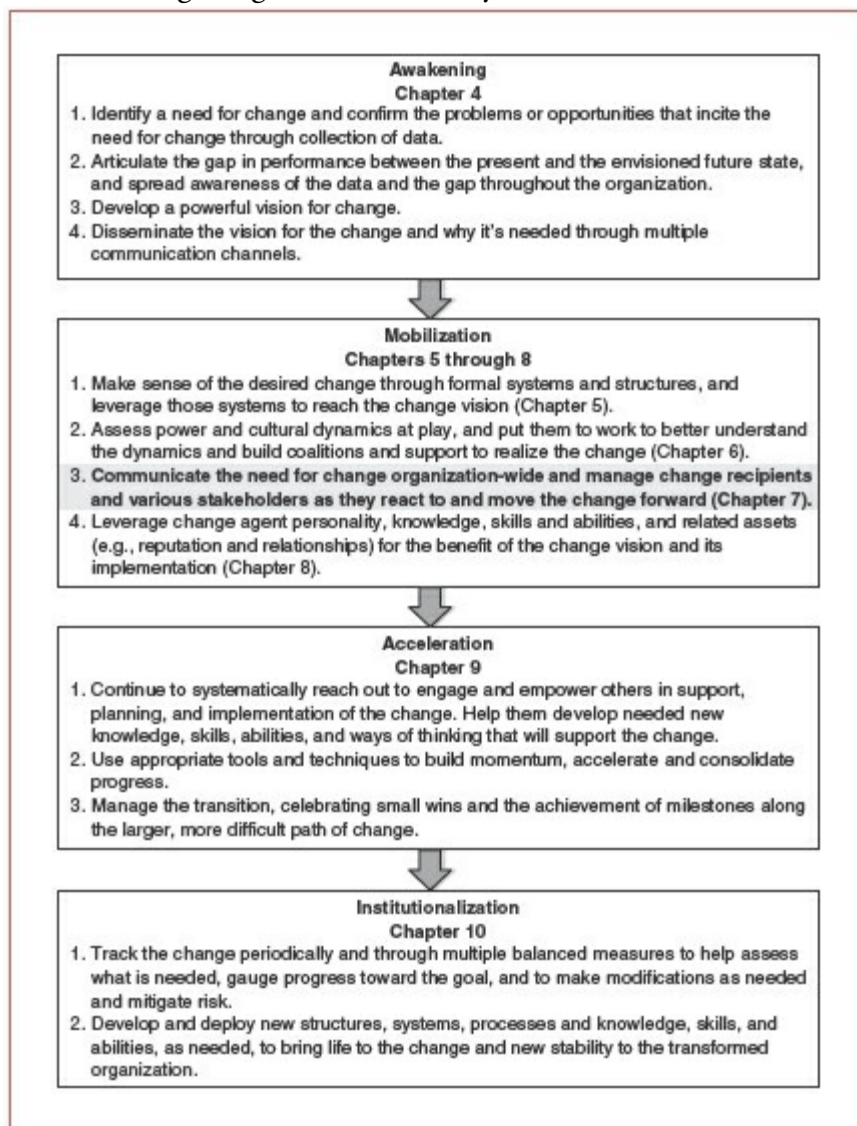 Awakening
Chapter 4
1. Identify a need for change and confirm the problems or opportunities that incite the
need for change through collection of data.
2. Articulate the gap in performance between the present and the envisioned future state,
and spread awareness of the data and the gap throughout the organization.
3. Develop a powerful vision for change.
4. Disseminate the vision for the change and why it's needed through multiple
communication channels.
Mobilization
Chapters 5 through 8
1. Make sense of the desired change through formal systems and structures, and
leverage those systems to reach the change vision (Chapter 5).
2. Assess power and cultural dynamics at play, and put them to work to better understand
the dynamics and build coalitions and support to realize the change (Chapter 6).
3. Communicate the need for change organization-wide and manage change recipients
and various stakeholders as they react to and move the change forward (Chapter 7).
4. Leverage change agent personality, knowledge, skills and abilities, and related assets
(e.g., reputation and relationships) for the benefit of the change vision and its
implementation (Chapter 8).
Acceleration
Chapter 9
1. Continue to systematically reach out to engage and empower others in support,
planning, and implementation of the change. Help them develop needed new
knowledge, skills, abilities, and ways of thinking that will support the change.
2. Use appropriate tools and techniques to build momentum, accelerate and consolidate
progress.
3. Manage the transition, celebrating small wins and the achievement of milestones along
the larger, more difficult path of change.
Institutionalization
Chapter 10
1. Track the change periodically and through multiple balanced measures to help assess
what is needed, gauge progress toward the goal, and to make modifications as needed
and mitigate risk.
2. Develop and deploy new structures, systems, processes and knowledge, skills, and
abilities, as needed, to bring life to the change and new stability to the transformed
organization.